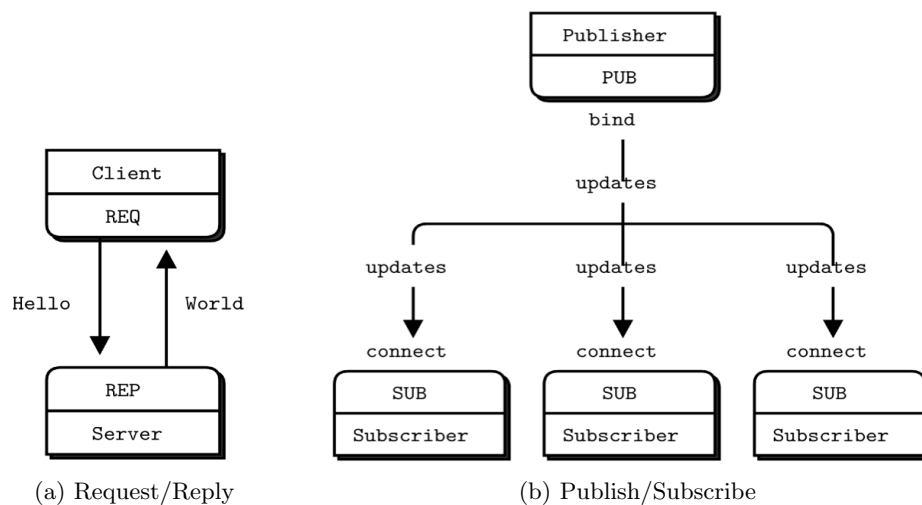 Client
REQ
Hello
World
REP
Server
(a) Request/Reply
Publisher
PUB
bind
updates
updates updates updates
connect connect connect
SUB SUB SUB
Subscriber Subscriber Subscriber
(b) Publish/Subscribe